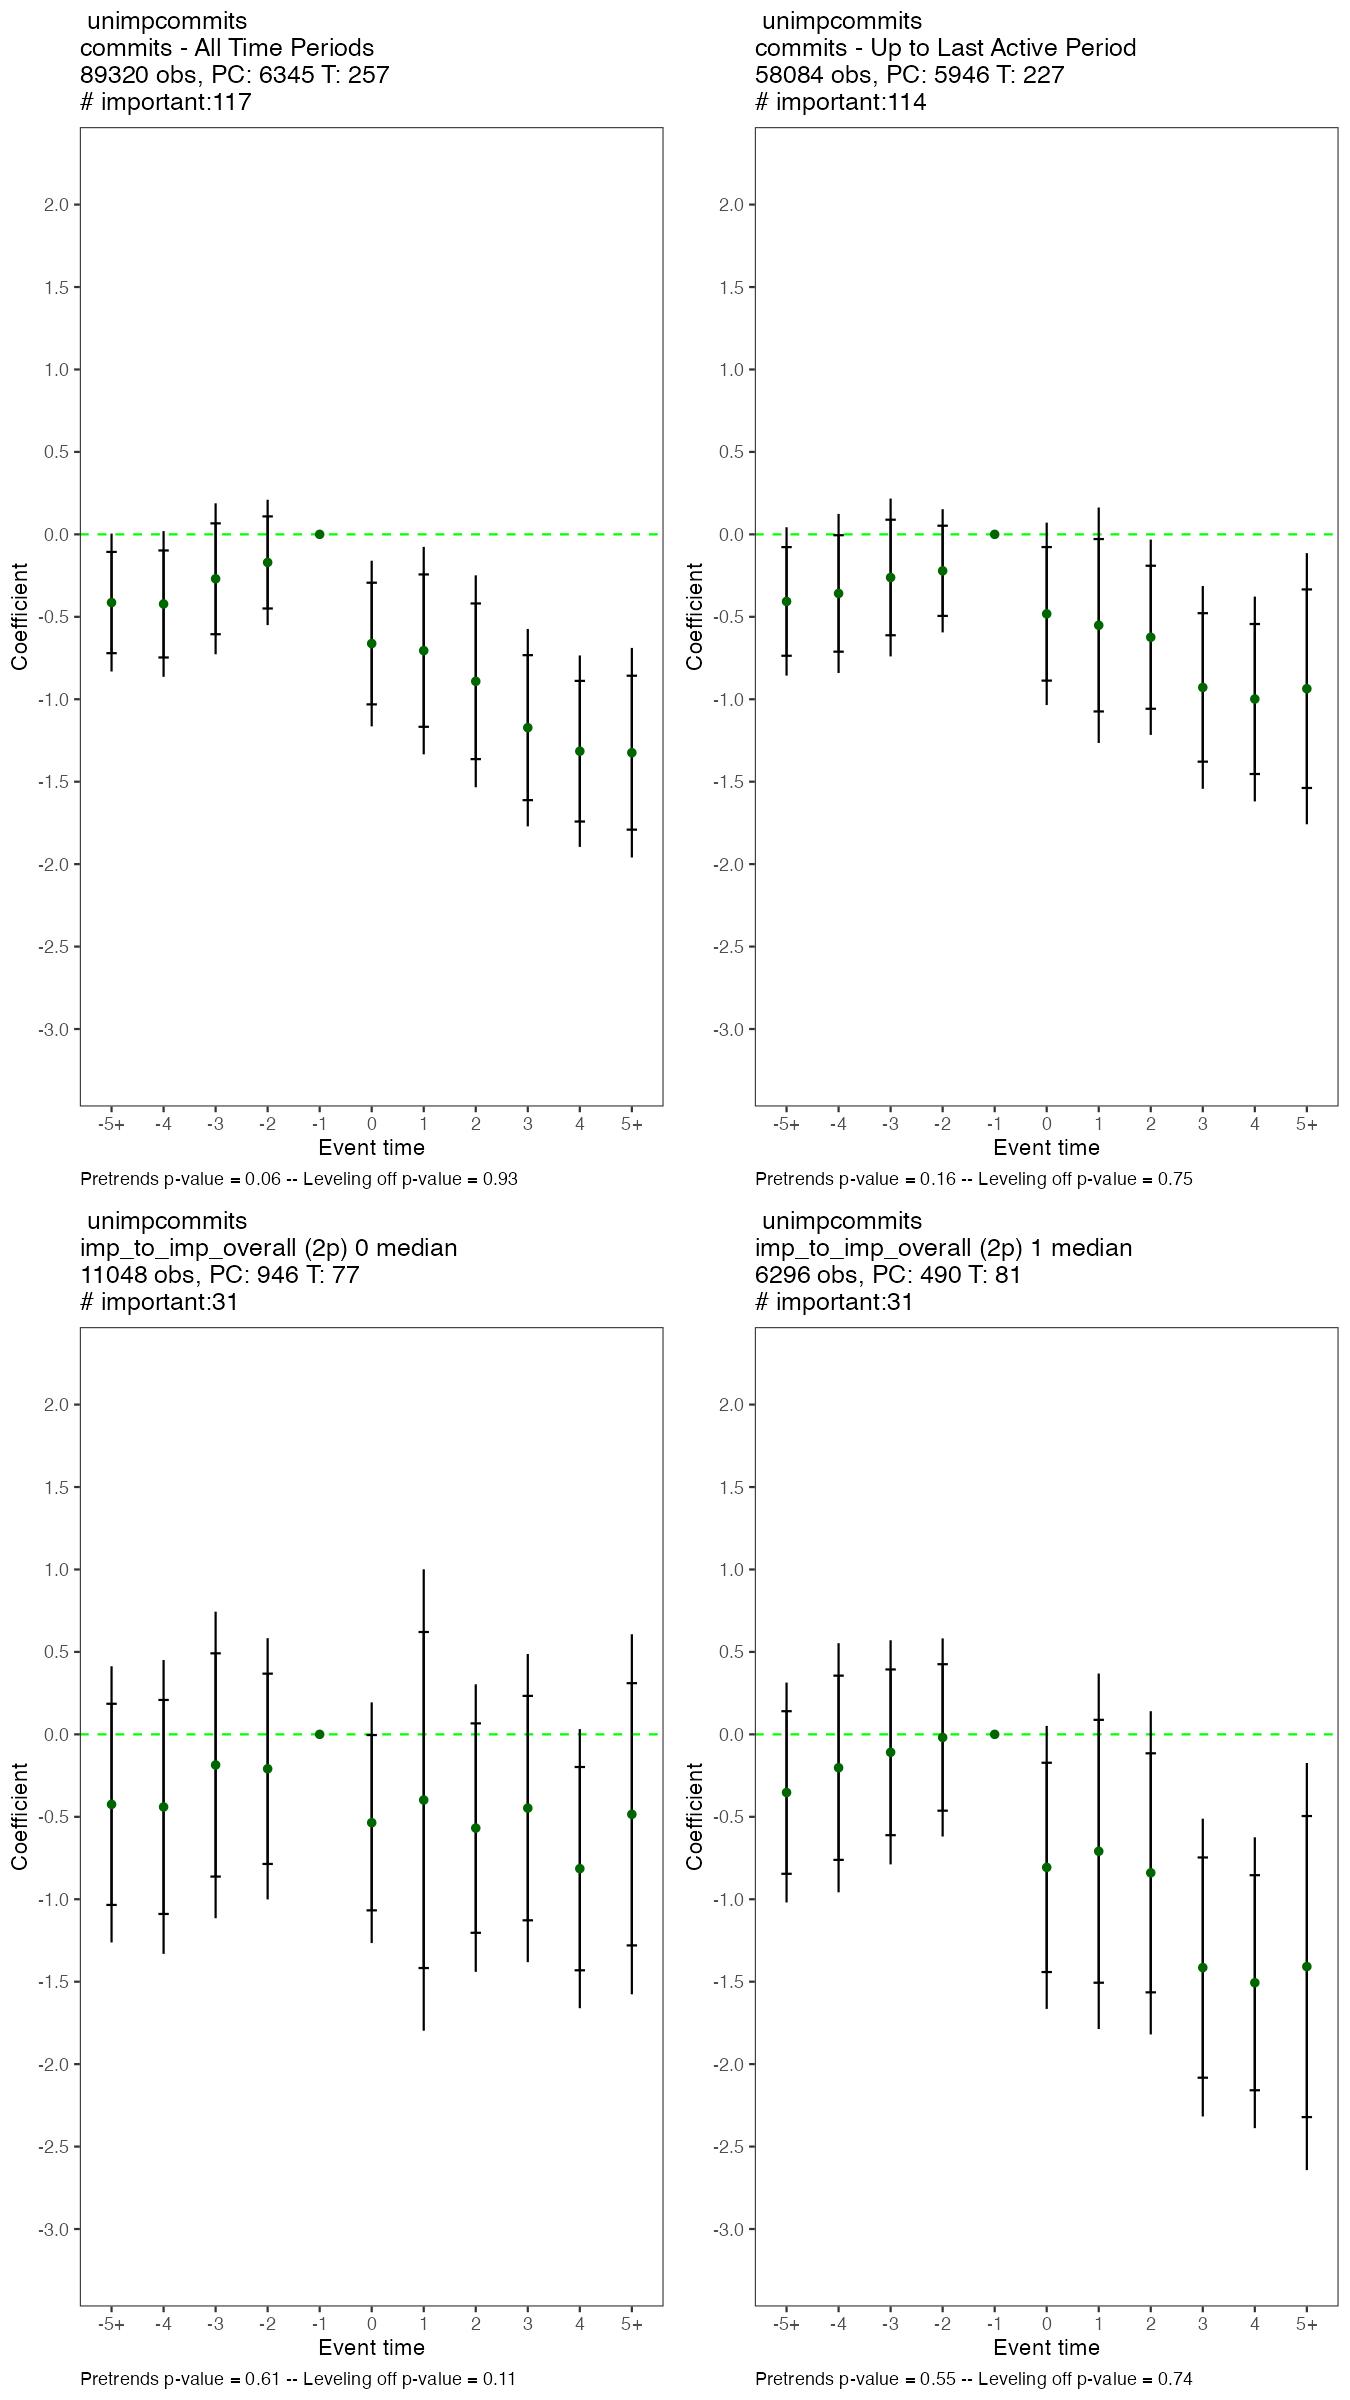 unimpcommits
commits - All Time Periods
89320 obs, PC: 6345 T: 257
# important:117
2.0
1.5
1.0
0.5
0.0
-0.5
-1.0
-1.5
-2.0
-2.5
-3.0
Coefficient
-5+ -4 -3 -2 -1 0 1 2 3 4 5+
Event time
Pretrends p-value = 0.06 -- Leveling off p-value = 0.93
unimpcommits
commits - Up to Last Active Period
58084 obs, PC: 5946 T: 227
# important:114
2.0
1.5
1.0
0.5
0.0
-0.5
-1.0
-1.5
-2.0
-2.5
-3.0
Coefficient
-5+ -4 -3 -2 -1 0 1 2 3 4 5+
Event time
Pretrends p-value = 0.16 -- Leveling off p-value = 0.75
unimpcommits
imp_to_imp_overall (2p) 0 median
11048 obs, PC: 946 T: 77
# important:31
2.0
1.5
1.0
0.5
0.0
-0.5
-1.0
-1.5
-2.0
-2.5
-3.0
Coefficient
-5+ -4 -3 -2 -1 0 1 2 3 4 5+
Event time
Pretrends p-value = 0.61 -- Leveling off p-value = 0.11
unimpcommits
imp_to_imp_overall (2p) 1 median
6296 obs, PC: 490 T: 81
# important:31
2.0
1.5
1.0
0.5
0.0
-0.5
-1.0
-1.5
-2.0
-2.5
-3.0
Coefficient
-5+ -4 -3 -2 -1 0 1 2 3 4 5+
Event time
Pretrends p-value = 0.55 -- Leveling off p-value = 0.74